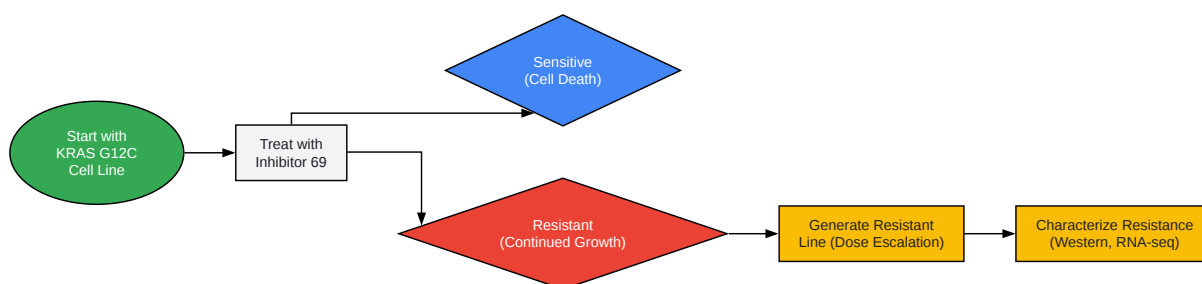 Start with
KRAS G12C
Cell Line
Treat with
Inhibitor 69
Sensitive
(Cell Death)
Resistant
(Continued Growth)
Generate Resistant
Line (Dose Escalation)
Characterize Resistance
(Western, RNA-seq)